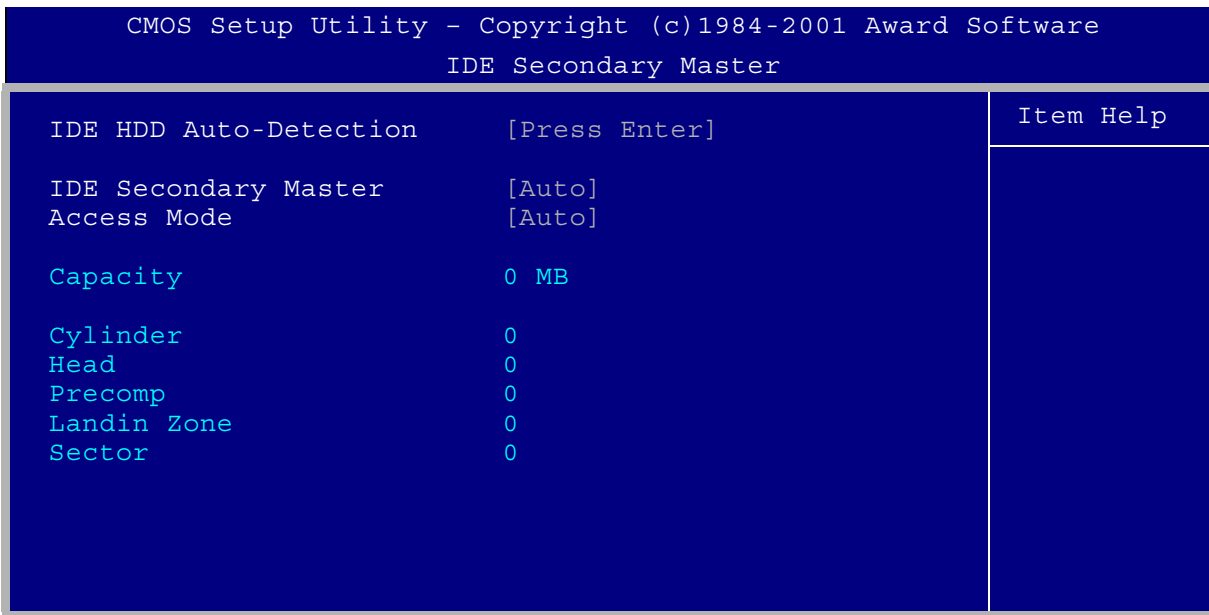 CMOS Setup Utility – Copyright (c)1984-2001 Award Software
IDE Secondary Master
IDE HDD Auto-Detection [Press Enter]
Item Help
IDE Secondary Master [Auto]
Access Mode [Auto]
Capacity 0 MB
Cylinder 0
Head 0
Precomp 0
Landin Zone 0
Sector 0